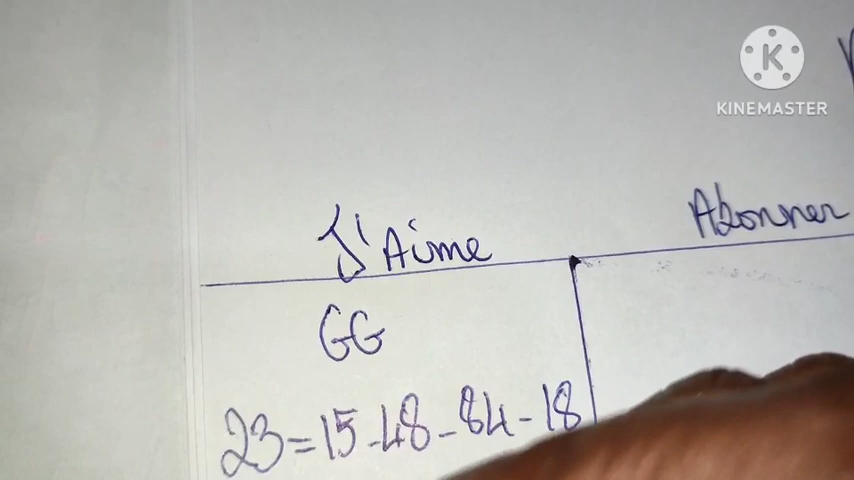 K
KINEMASTER
J'Aime
Abonner
GG
23=15-48-84-18